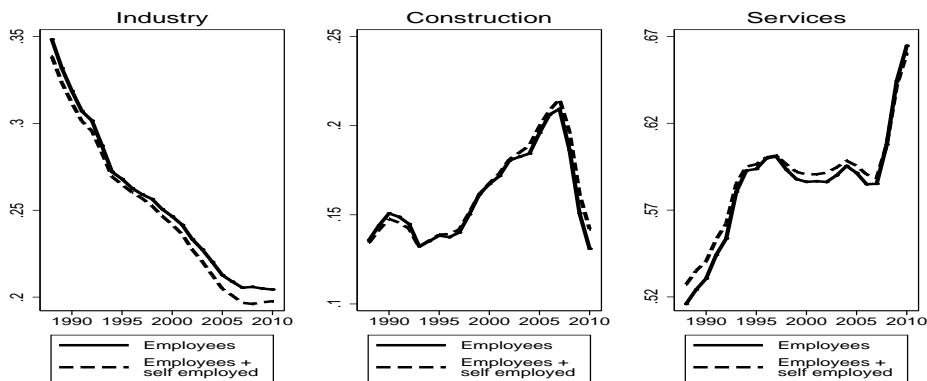 Industry
.35
.3
.25
.2
1990 1995 2000 2005 2010
Employees
Employees +
self employed
Construction
.25
.2
.15
.1
1990 1995 2000 2005 2010
Employees
Employees +
self employed
Services
.67
.62
.57
.52
1990 1995 2000 2005 2010
Employees
Employees +
self employed